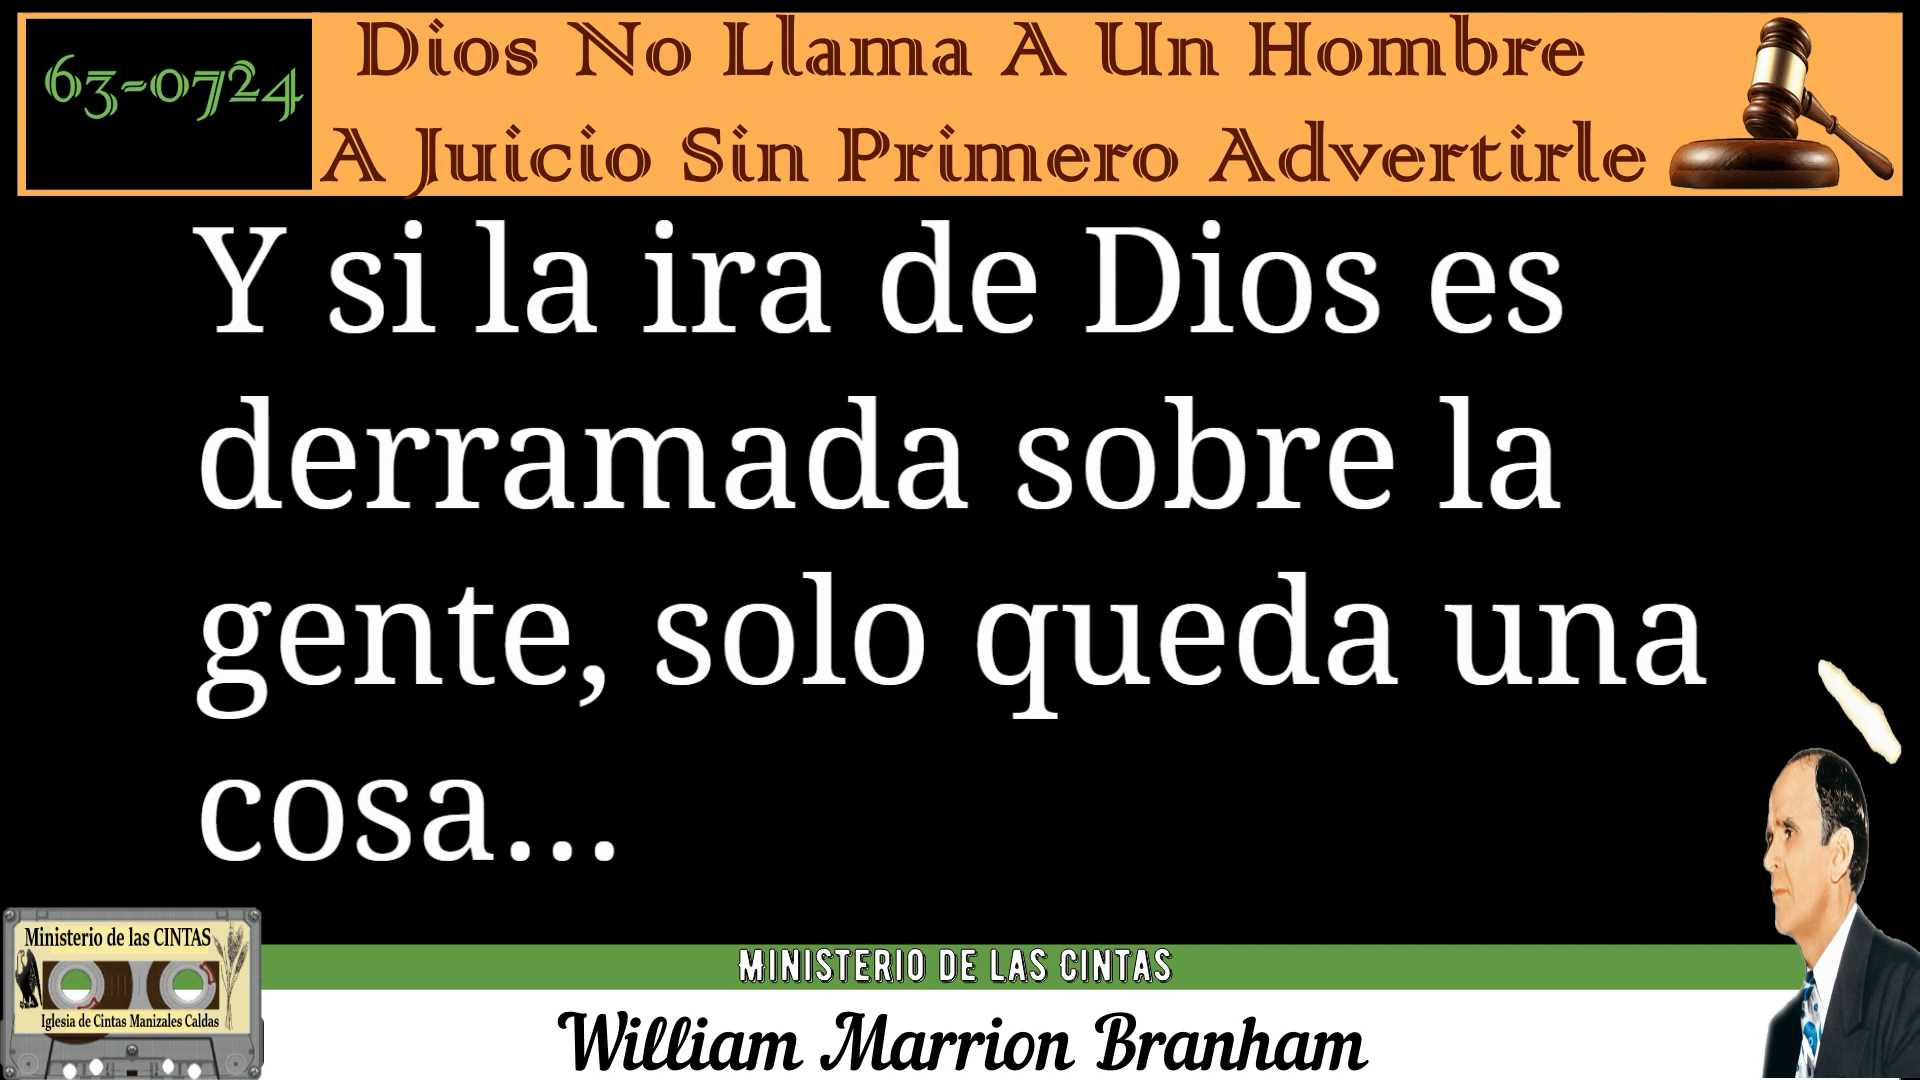 63-0724
Dios No Llama A Un Hombre
A Juicio Sin Primero Advertirle
Y si la ira de Dios es
derramada sobre la
gente, solo queda una
cosa...
Ministerio de las CINTAS
Iglesia de Cintas Manizales Caldas
MINISTERIO DE LAS CINTAS
William Marrion Branham